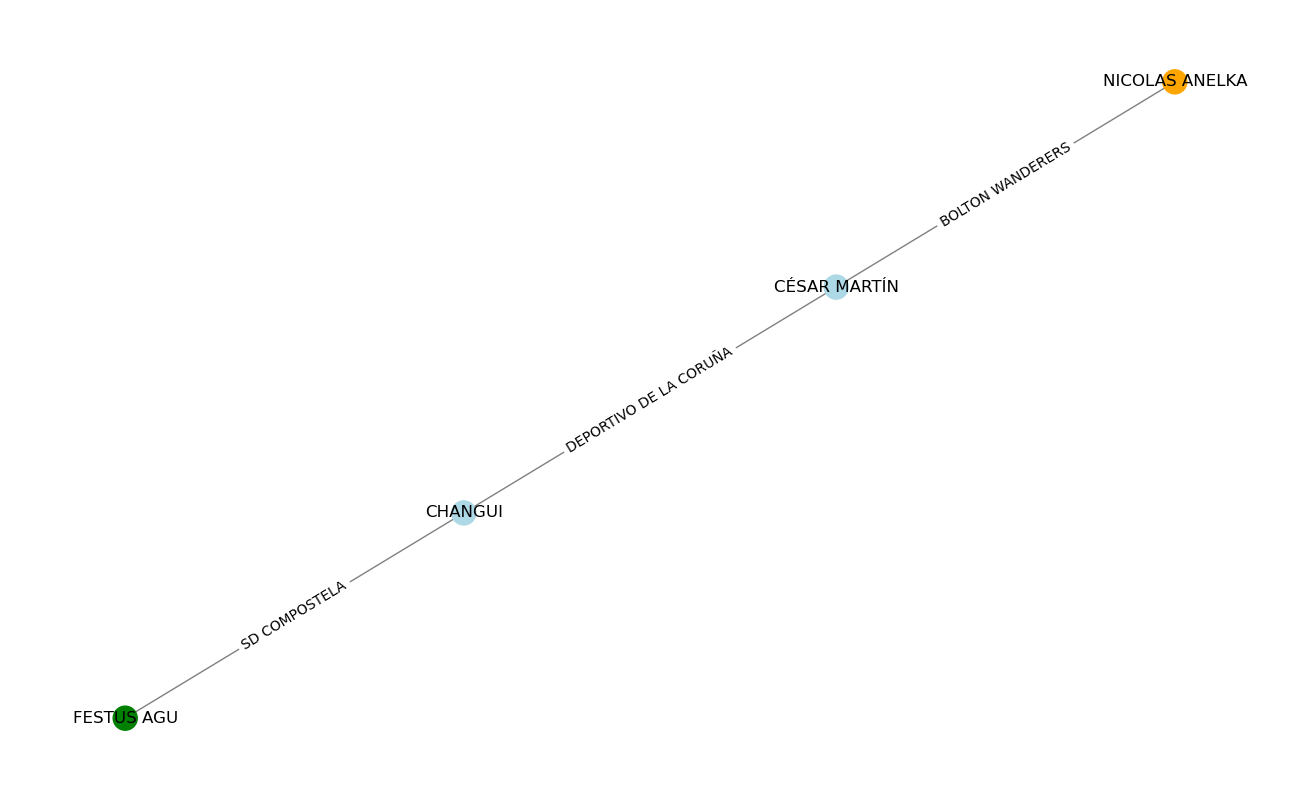 NICOLAS ANELKA
BOLTON WANDERERS
CÉSAR MARTÍN
DEPORTIVO DE LA CORUÑA
CHANGUI
SD COMPOSTELA
FESTUS AGU